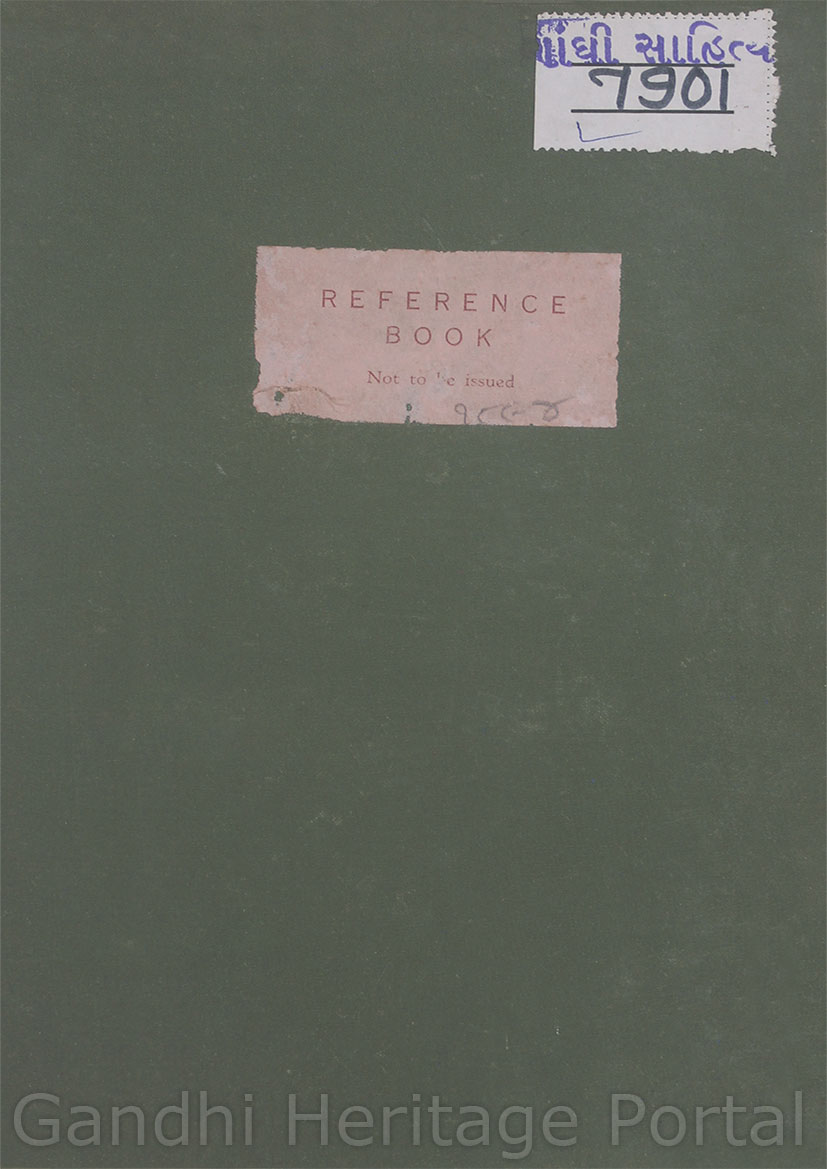 ગાંધી સાહિત્ય
7901
REFERENCE
BOOK
Not to be issued
Gandhi Heritage Portal